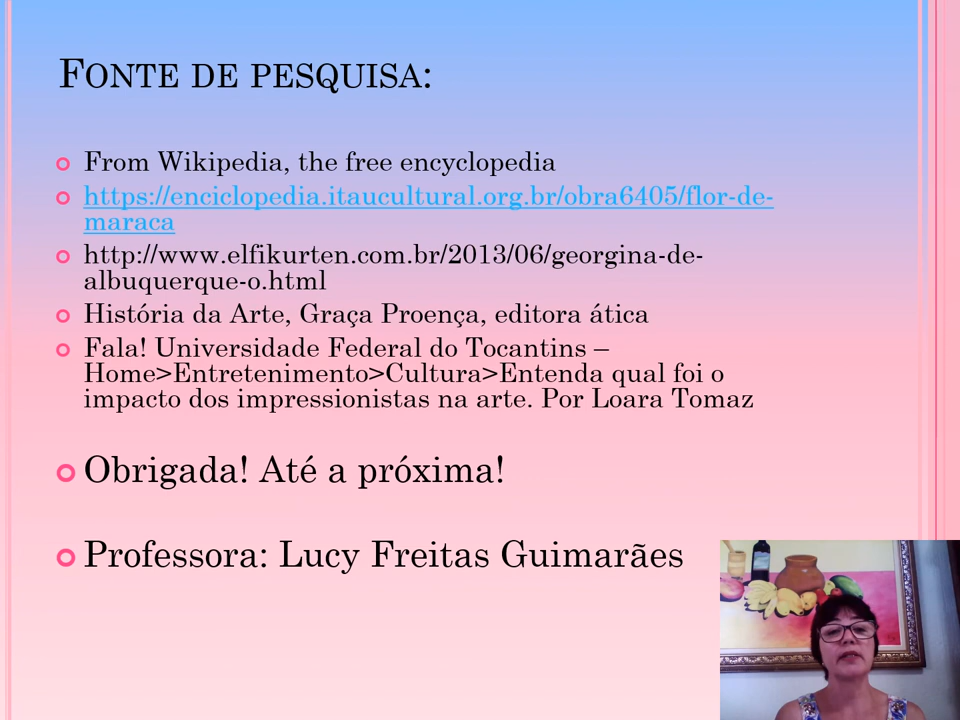 FONTE DE PESQUISA:
From Wikipedia, the free encyclopedia
https://enciclopedia.itaucultural.org.br/obra6405/flor-de-
maraca
http://www.elfikurten.com.br/2013/06/georgina-de-
albuquerque-o.html
História da Arte, Graça Proença, editora ática
Fala! Universidade Federal do Tocantins –
Home>Entretenimento>Cultura>Entenda qual foi o
impacto dos impressionistas na arte. Por Loara Tomaz
Obrigada! Até a próxima!
Professora: Lucy Freitas Guimarães